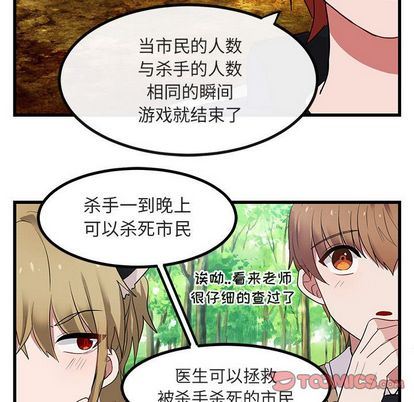 当市民的人数
与杀手的人数
相同的瞬间
游戏就结束了
杀手一到晚上
可以杀死市民
诶呦..看来老师
很仔细的查过了
医生可以拯救
被杀手杀死的市民
TOOMICS.COM